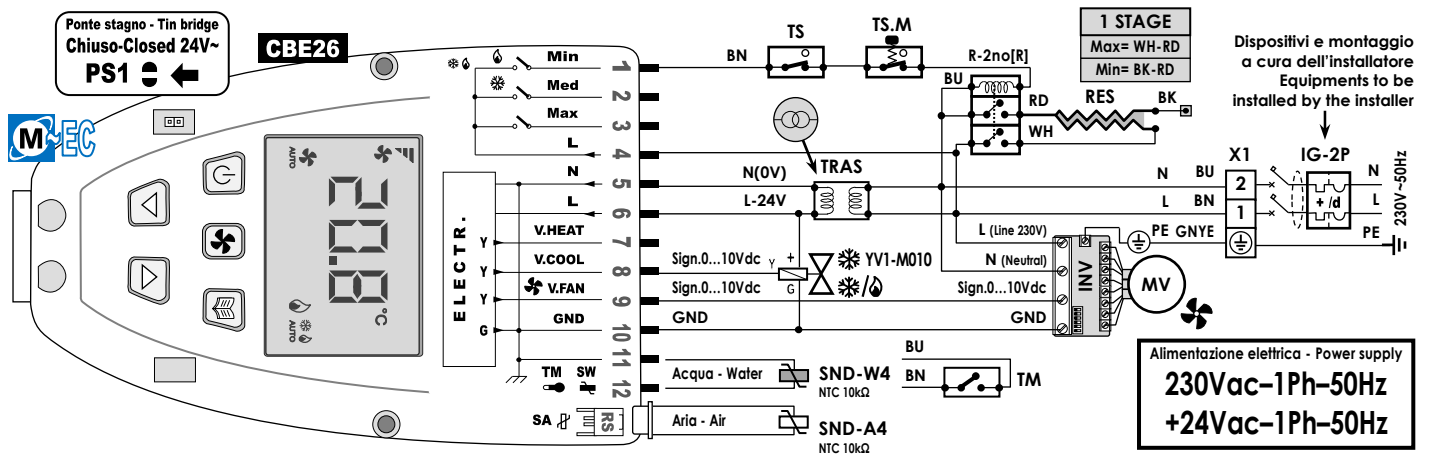 Ponte stagno - Tin bridge
Chiuso-Closed 24V~
PS1
CBE26
M EC
AUTO
20.8
°C
AUTO
Min
Med
Max
L
N
L
V.HEAT
V.COOL
V.FAN
GND
ELECTR.
Y
Y
Y
G
TM
SW
SA
RS
1
2
3
4
5
6
7
8
9
10
11
12
BN
TS
TS.M
R-2no[R]
BU
RD
WH
RES
BK
1 STAGE
Max= WH-RD
Min= BK-RD
Dispositivi e montaggio
a cura dell'installatore
Equipments to be
installed by the installer
TRAS
N(0V)
L-24V
N
BU
L
BN
X1
2
1
IG-2P
+ /d
N
L
PE
230V~50Hz
L (Line 230V)
PE GNYE
N (Neutral)
Sign.0...10Vdc
Y
+
G
YV1-M010
Sign.0...10Vdc
Sign.0...10Vdc
GND
GND
INV
MV
Acqua - Water
SND-W4
NTC 10kΩ
Aria - Air
SND-A4
NTC 10kΩ
BU
BN
TM
Alimentazione elettrica - Power supply
230Vac–1Ph–50Hz
+24Vac–1Ph–50Hz